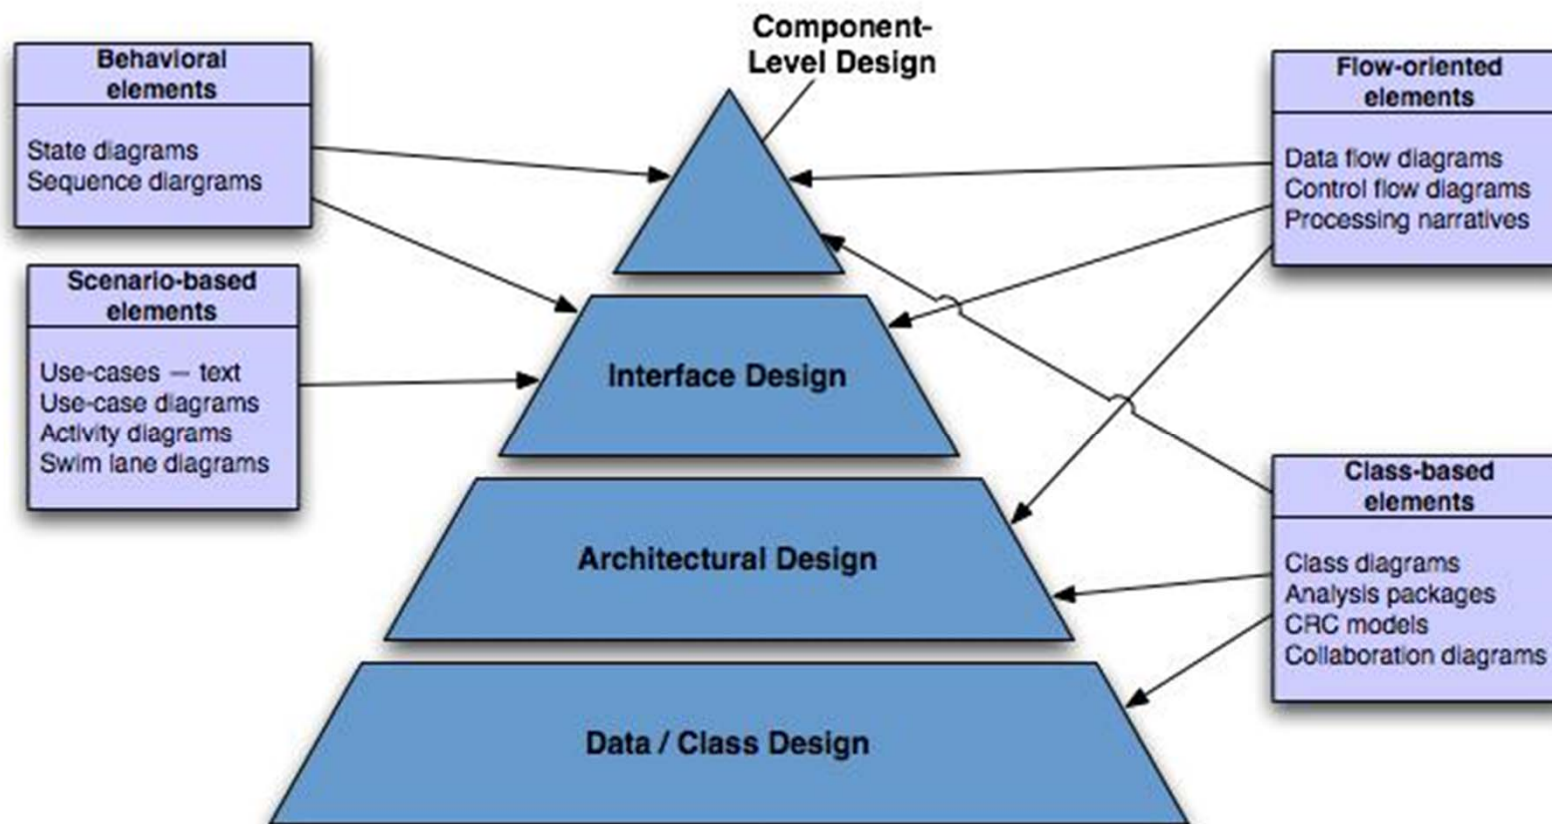 Component-
Level Design
Behavioral
elements
State diagrams
Sequence diargrams
Scenario-based
elements
Use-cases — text
Use-case diagrams
Activity diagrams
Swim lane diagrams
Flow-oriented
elements
Data flow diagrams
Control flow diagrams
Processing narratives
Class-based
elements
Class diagrams
Analysis packages
CRC models
Collaboration diagrams
Interface Design
Architectural Design
Data / Class Design